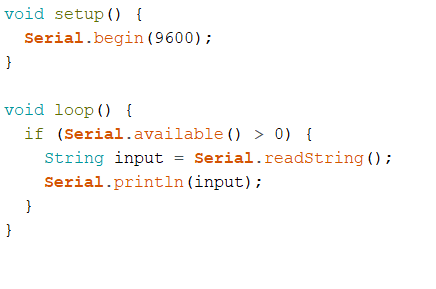 void setup() {
  Serial.begin(9600);
}

void loop() {
  if (Serial.available() > 0) {
    String input = Serial.readString();
    Serial.println(input);
  }
}